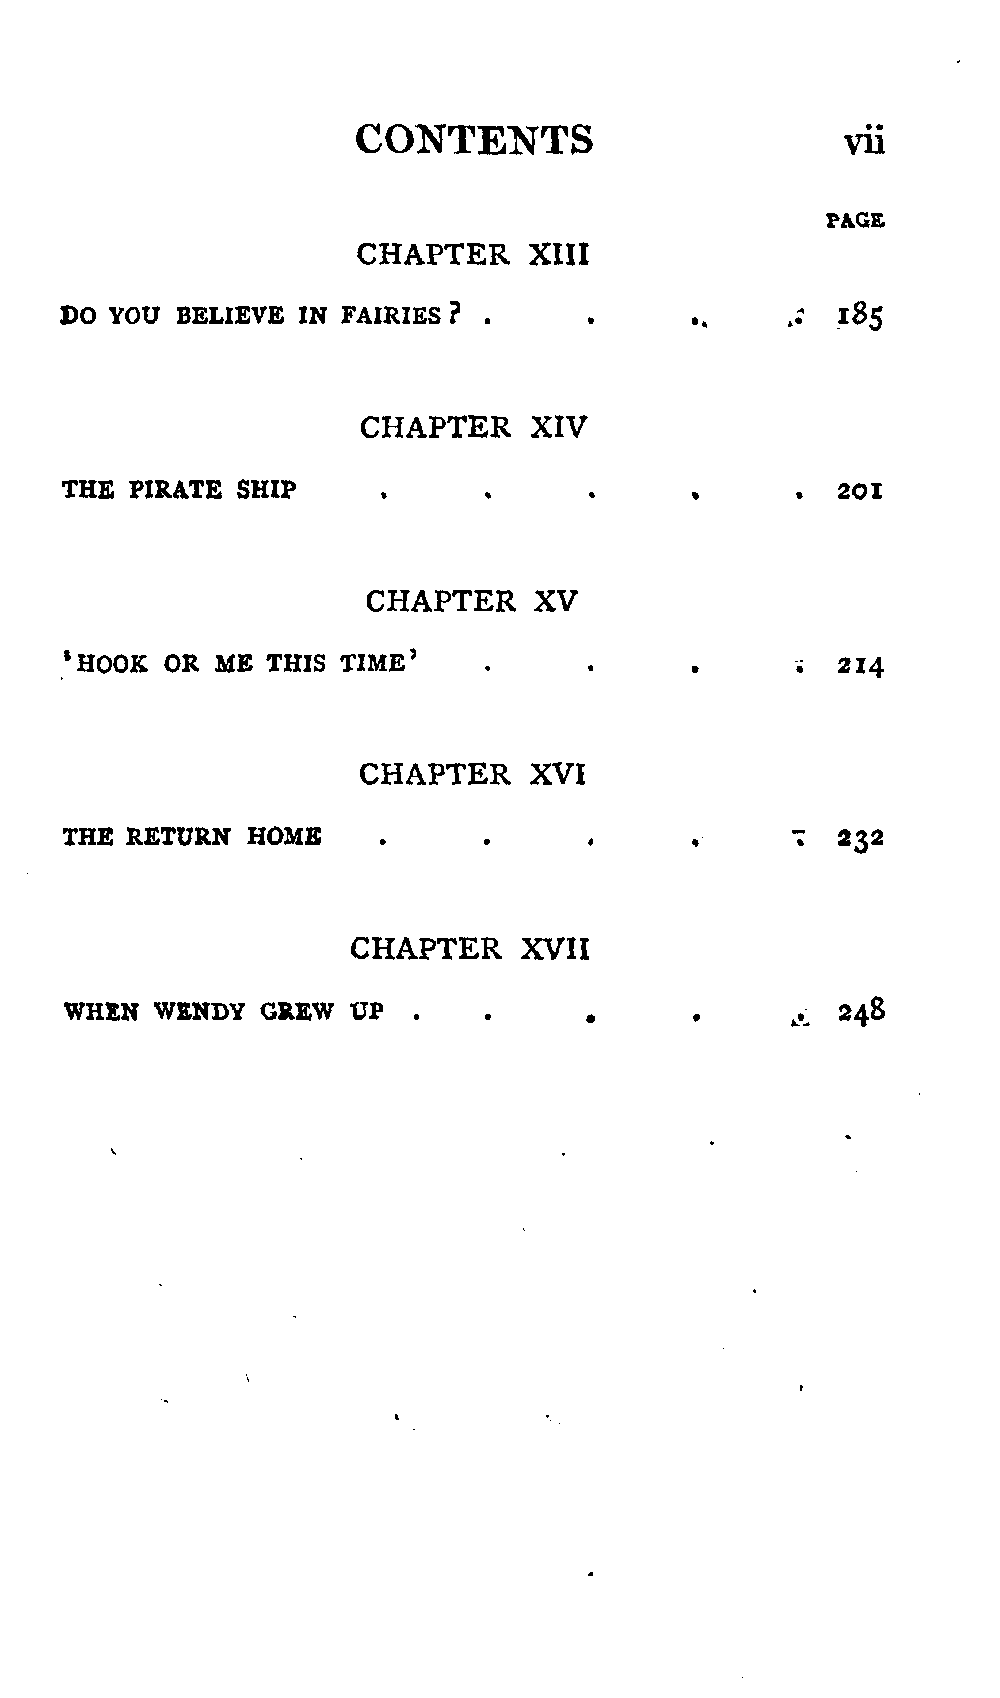 CONTENTS vii
PAGE
CHAPTER XIII
DO YOU BELIEVE IN FAIRIES? . . . . 185
CHAPTER XIV
THE PIRATE SHIP . . . . . 201
CHAPTER XV
'HOOK OR ME THIS TIME' . . . . 214
CHAPTER XVI
THE RETURN HOME . . . . . 232
CHAPTER XVII
WHEN WENDY GREW UP . . . . . 248